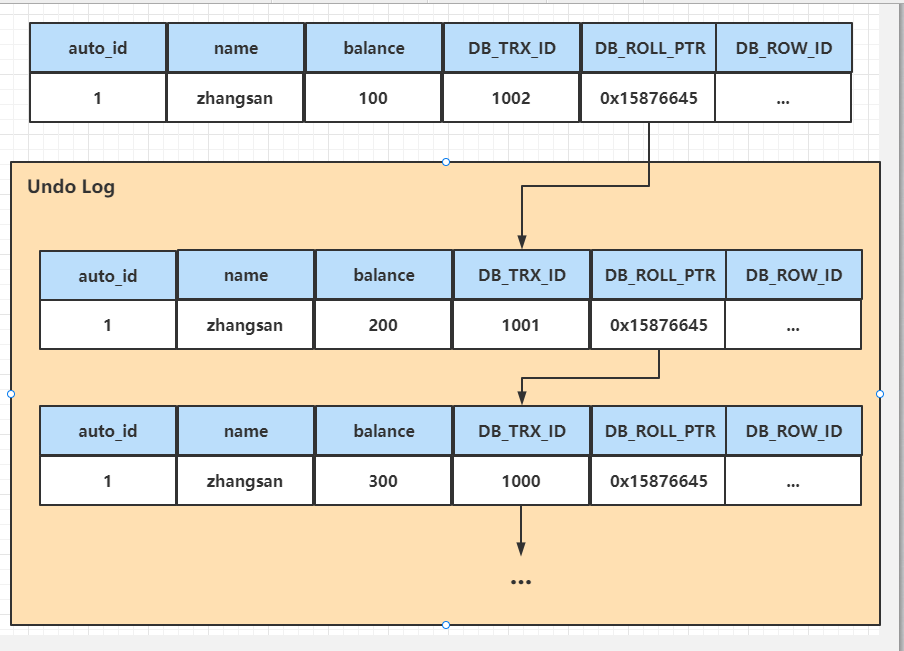 auto_id name balance DB_TRX_ID DB_ROLL_PTR DB_ROW_ID
1 zhangsan 100 1002 0x15876645 ...
Undo Log
auto_id name balance DB_TRX_ID DB_ROLL_PTR DB_ROW_ID
1 zhangsan 200 1001 0x15876645 ...
auto_id name balance DB_TRX_ID DB_ROLL_PTR DB_ROW_ID
1 zhangsan 300 1000 0x15876645 ...
...